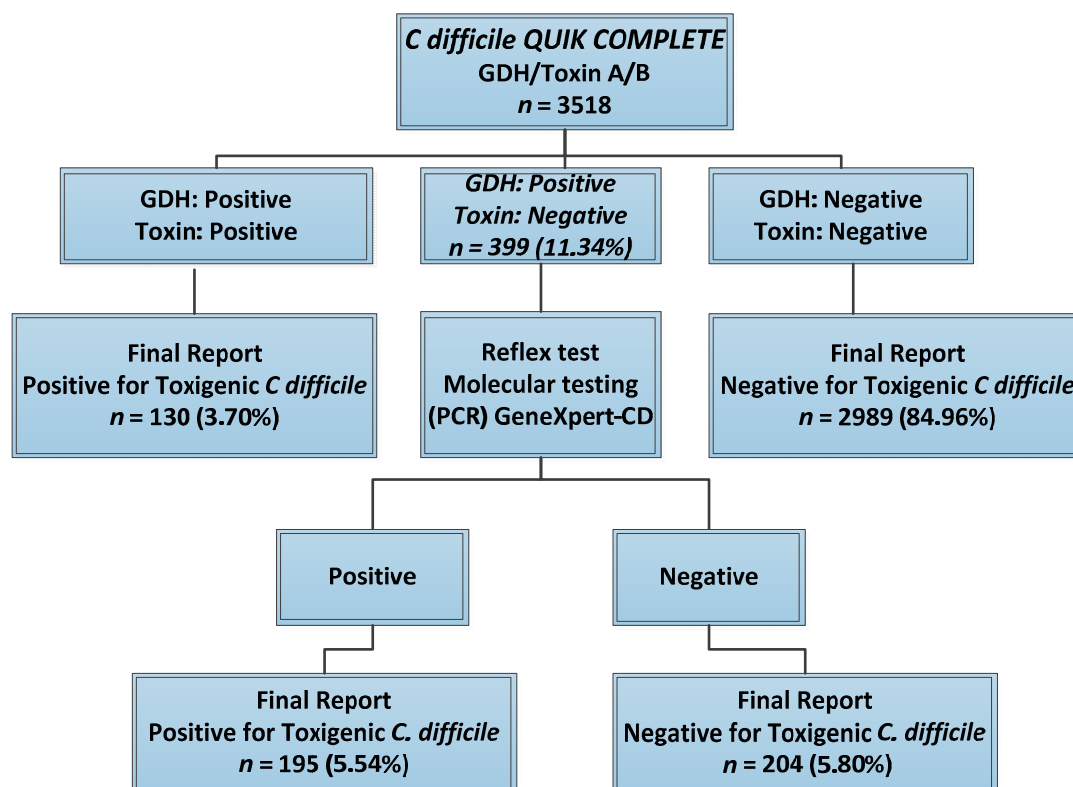 C difficile QUIK COMPLETE
GDH/Toxin A/B
n = 3518
GDH: Positive
Toxin: Positive
GDH: Positive
Toxin: Negative
n = 399 (11.34%)
GDH: Negative
Toxin: Negative
Final Report
Positive for Toxigenic C difficile
n = 130 (3.70%)
Reflex test
Molecular testing
(PCR) GeneXpert-CD
Final Report
Negative for Toxigenic C difficile
n = 2989 (84.96%)
Positive
Negative
Final Report
Positive for Toxigenic C. difficile
n = 195 (5.54%)
Final Report
Negative for Toxigenic C. difficile
n = 204 (5.80%)